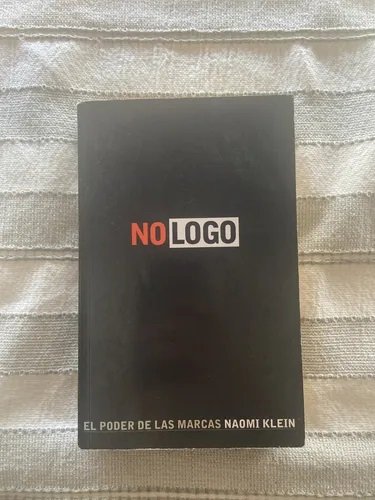 NO LOGO
EL PODER DE LAS MARCAS NAOMI KLEIN